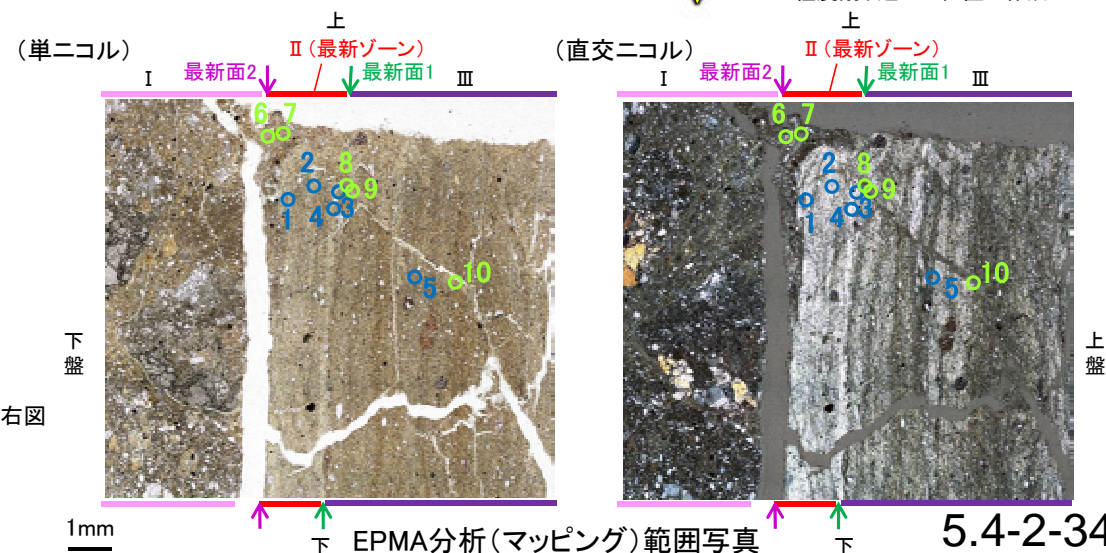 上
上
（単ニコル）
Ⅱ（最新ゾーン）
（直交ニコル）
Ⅱ（最新ゾーン）
Ⅰ
最新面2
最新面1
Ⅲ
Ⅰ
最新面2
最新面1
Ⅲ
6 7
2
8
9
1
4
3
5
10
6 7
2
8
9
1
4
3
5
10
下盤
上盤
右図
1mm
下
EPMA分析（マッピング）範囲写真
下
5.4-2-34